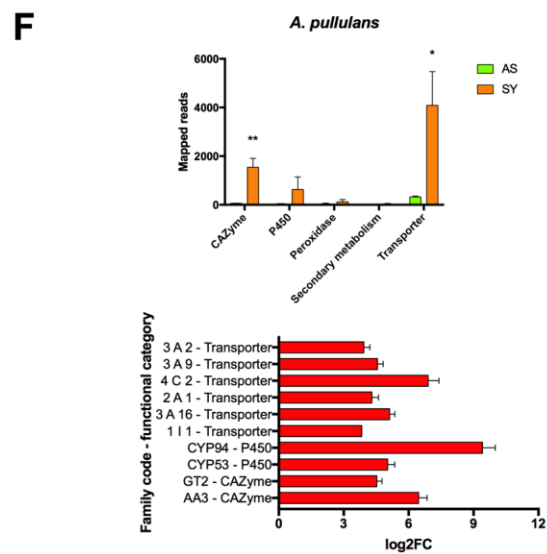 F
A. pullulans
Mapped reads
6000
4000
2000
0
**
*
AS
SY
CAZyme
P450
Peroxidase
Secondary metabolism
Transporter
Family code - functional category
3 A 2 - Transporter
3 A 9 - Transporter
4 C 2 - Transporter
2 A 1 - Transporter
3 A 16 - Transporter
1 I 1 - Transporter
CYP94 - P450
CYP53 - P450
GT2 - CAZyme
AA3 - CAZyme
0 3 6 9 12
log2FC